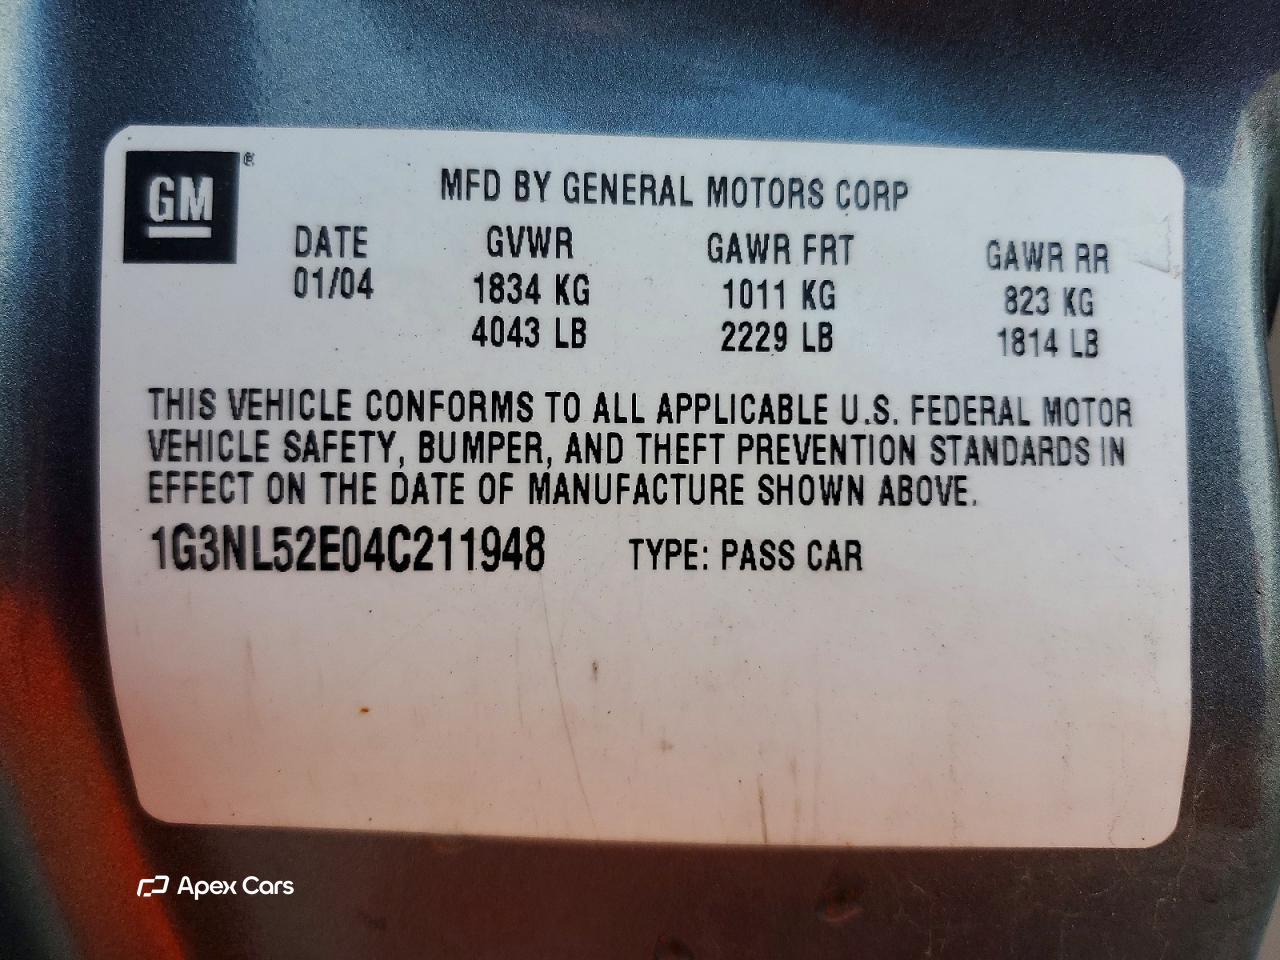 GM ®
MFD BY GENERAL MOTORS CORP
DATE GVWR GAWR FRT GAWR RR
01/04 1834 KG 1011 KG 823 KG
4043 LB 2229 LB 1814 LB
THIS VEHICLE CONFORMS TO ALL APPLICABLE U.S. FEDERAL MOTOR
VEHICLE SAFETY, BUMPER, AND THEFT PREVENTION STANDARDS IN
EFFECT ON THE DATE OF MANUFACTURE SHOWN ABOVE.
1G3NL52E04C211948 TYPE: PASS CAR
Apex Cars